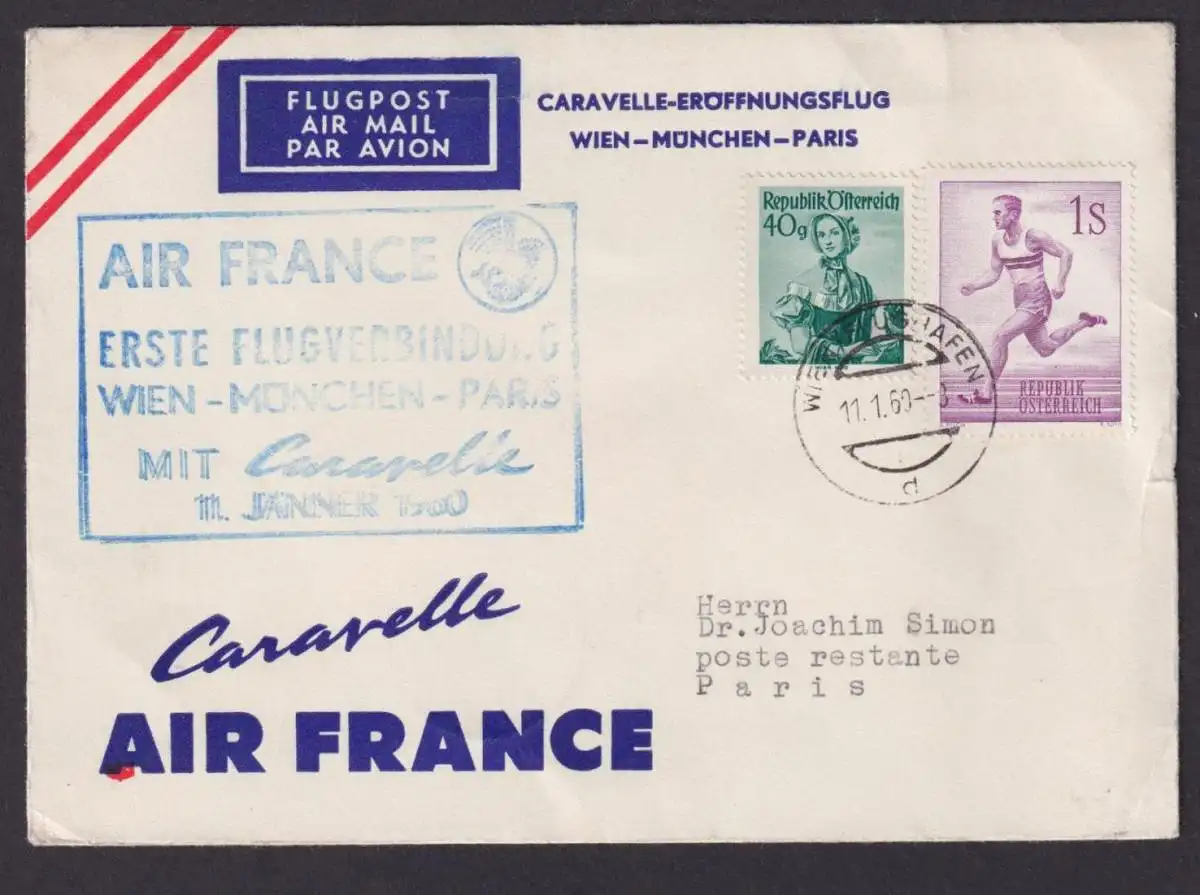 FLUGPOST
AIR MAIL
PAR AVION
CARAVELLE-ERÖFFNUNGSFLUG
WIEN–MÜNCHEN–PARIS
AIR FRANCE
ERSTE FLUGVERBINDUNG
WIEN-MÜNCHEN-PARIS
MIT Caravelle
11. JÄNNER 1960
Republik Österreich
40g
1S
REPUBLIK
ÖSTERREICH
FLUGHAFEN
11.1.60
d
Caravelle
AIR FRANCE
Herrn
Dr. Joachim Simon
poste restante
Paris